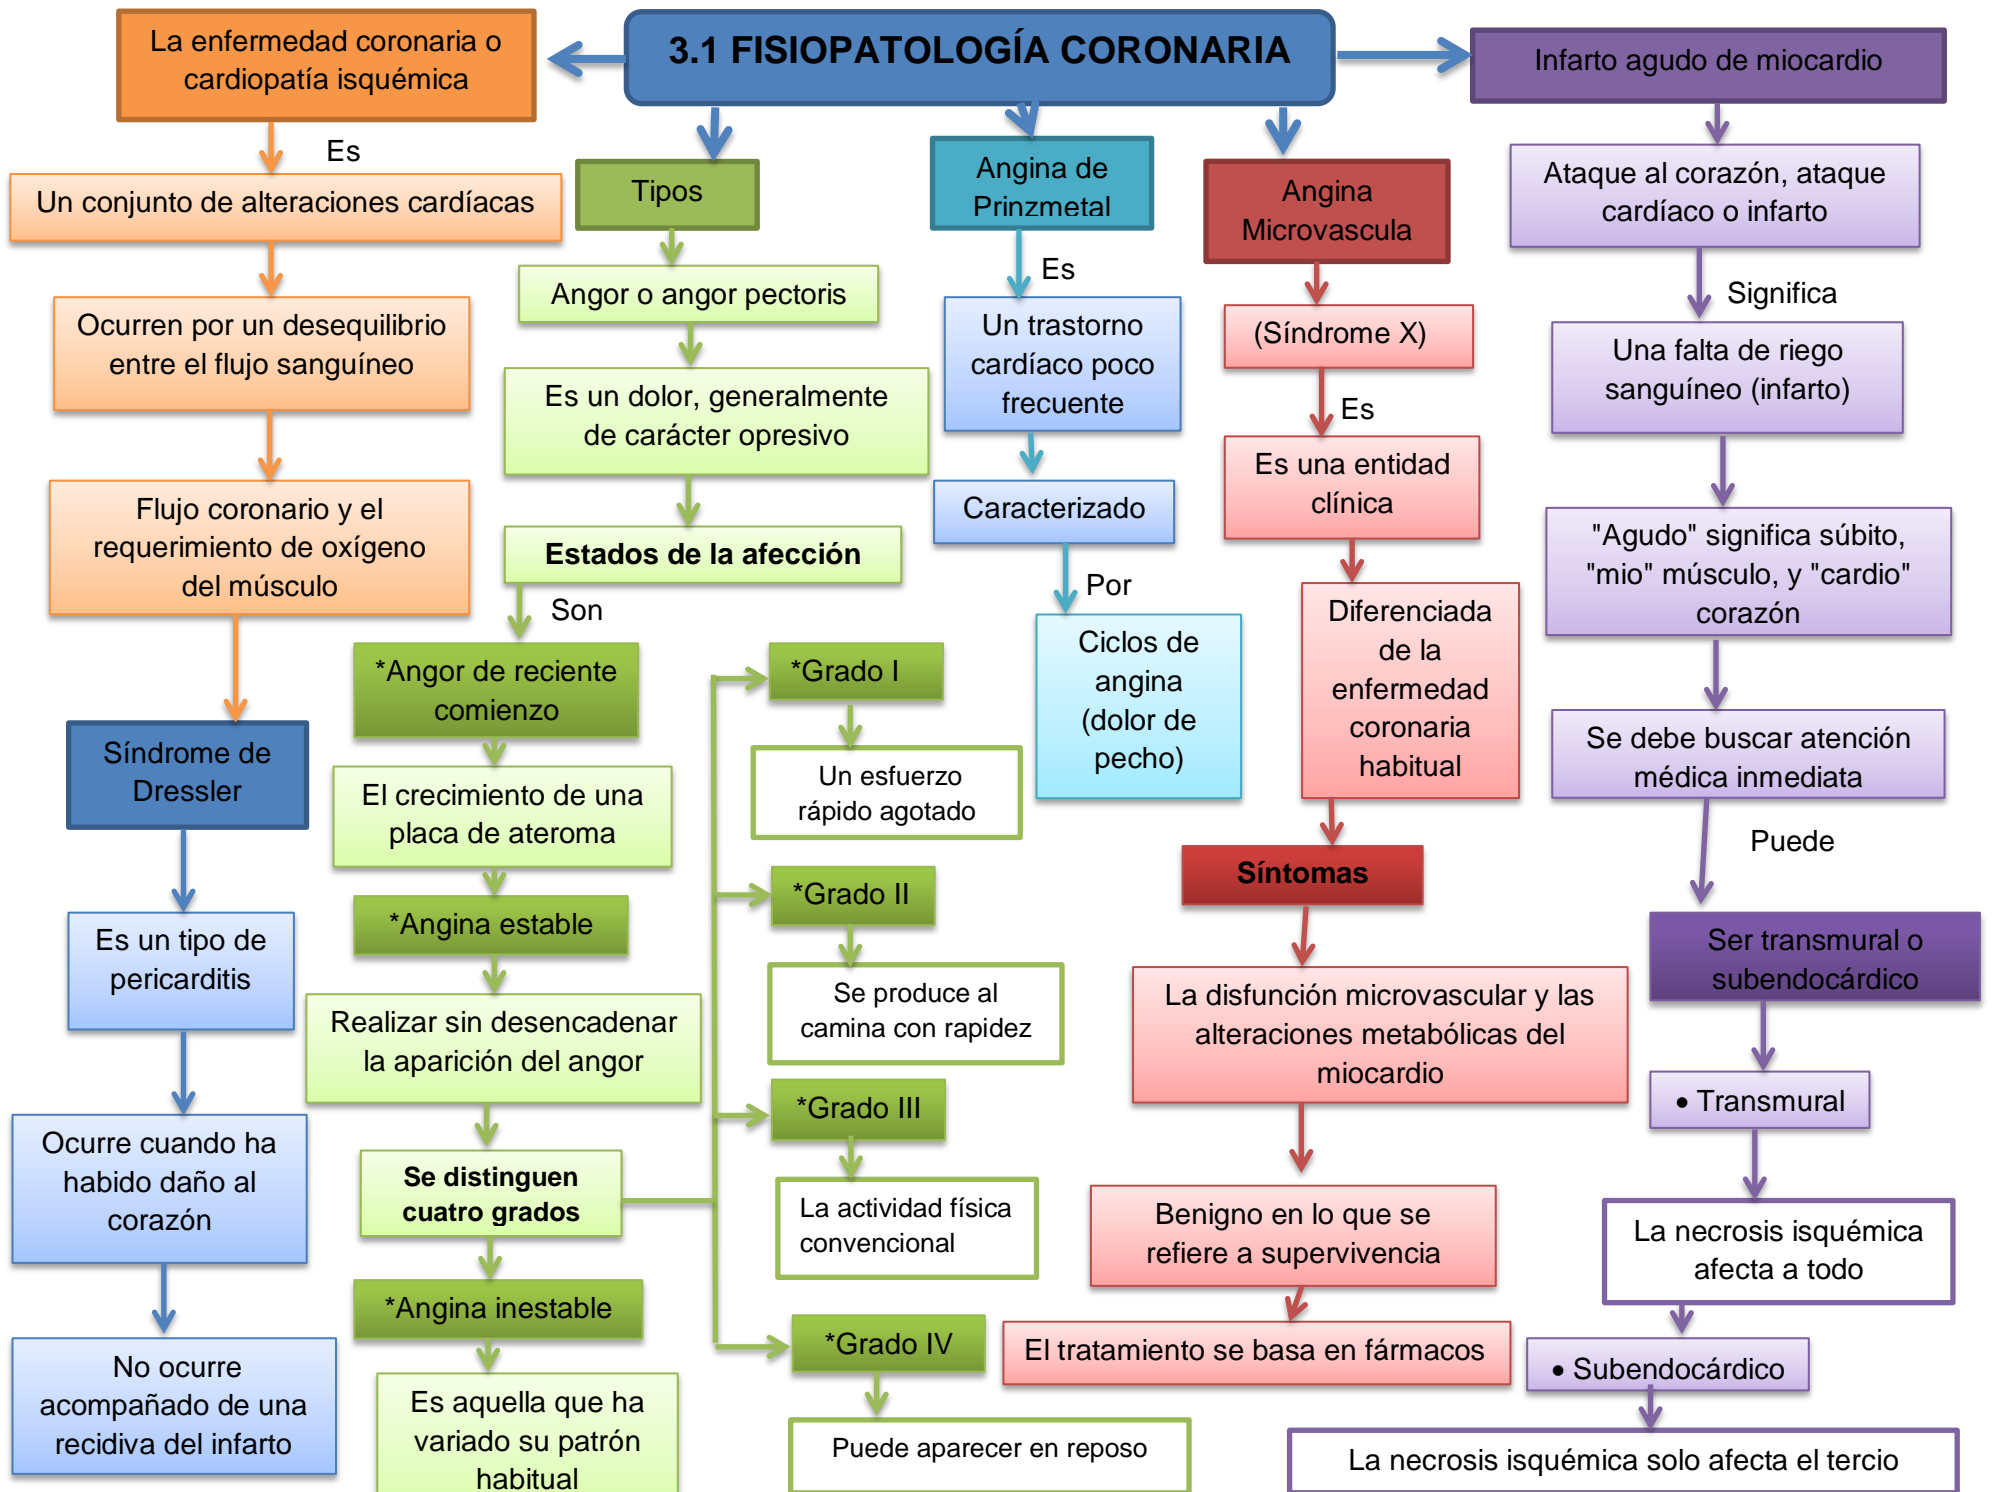 3.1 FISIOPATOLOGÍA CORONARIA
La enfermedad coronaria o
cardiopatía isquémica
Es
Un conjunto de alteraciones cardíacas
Ocurren por un desequilibrio
entre el flujo sanguíneo
Flujo coronario y el
requerimiento de oxígeno
del músculo
Síndrome de
Dressler
Es un tipo de
pericarditis
Ocurre cuando ha
habido daño al
corazón
No ocurre
acompañado de una
recidiva del infarto
Tipos
Angor o angor pectoris
Es un dolor, generalmente
de carácter opresivo
Estados de la afección
Son
*Angor de reciente
comienzo
El crecimiento de una
placa de ateroma
*Angina estable
Realizar sin desencadenar
la aparición del angor
Se distinguen
cuatro grados
*Angina inestable
Es aquella que ha
variado su patrón
habitual
*Grado I
Un esfuerzo
rápido agotado
*Grado II
Se produce al
camina con rapidez
*Grado III
La actividad física
convencional
*Grado IV
Puede aparecer en reposo
Angina de
Prinzmetal
Es
Un trastorno
cardíaco poco
frecuente
Caracterizado
Por
Ciclos de
angina
(dolor de
pecho)
Angina
Microvascula
(Síndrome X)
Es
Es una entidad
clínica
Diferenciada
de la
enfermedad
coronaria
habitual
Síntomas
La disfunción microvascular y las
alteraciones metabólicas del
miocardio
Benigno en lo que se
refiere a supervivencia
El tratamiento se basa en fármacos
Infarto agudo de miocardio
Ataque al corazón, ataque
cardíaco o infarto
Significa
Una falta de riego
sanguíneo (infarto)
"Agudo" significa súbito,
"mio" músculo, y "cardio"
corazón
Se debe buscar atención
médica inmediata
Puede
Ser transmural o
subendocárdico
• Transmural
La necrosis isquémica
afecta a todo
• Subendocárdico
La necrosis isquémica solo afecta el tercio